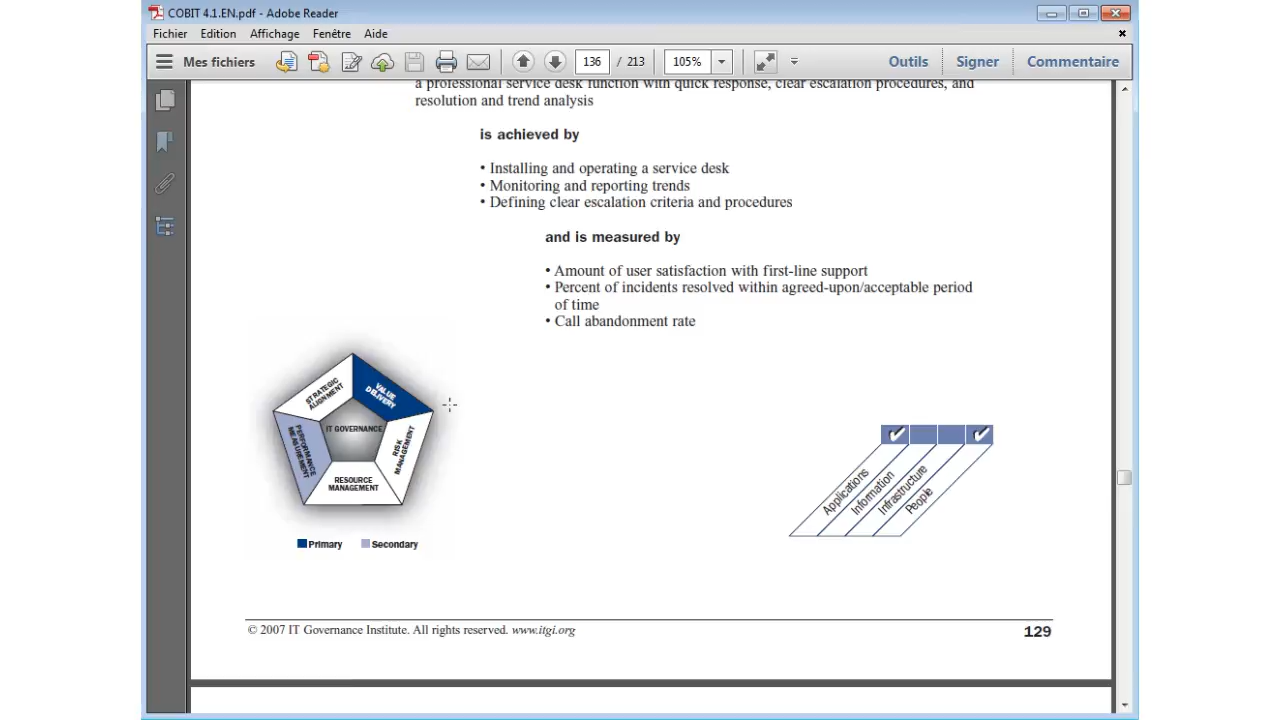 COBIT 4.1.EN.pdf - Adobe Reader
Fichier Edition Affichage Fenêtre Aide
Mes fichiers 136 / 213 105% Outils Signer Commentaire
a professional service desk function with quick response, clear escalation procedures, and
resolution and trend analysis
is achieved by
• Installing and operating a service desk
• Monitoring and reporting trends
• Defining clear escalation criteria and procedures
and is measured by
• Amount of user satisfaction with first-line support
• Percent of incidents resolved within agreed-upon/acceptable period
of time
• Call abandonment rate
STRATEGIC
ALIGNMENT
VALUE
DELIVERY
IT GOVERNANCE
PERFORMANCE
MEASUREMENT
RISK
MANAGEMENT
RESOURCE
MANAGEMENT
Primary Secondary
Applications
Information
Infrastructure
People
© 2007 IT Governance Institute. All rights reserved. www.itgi.org
129